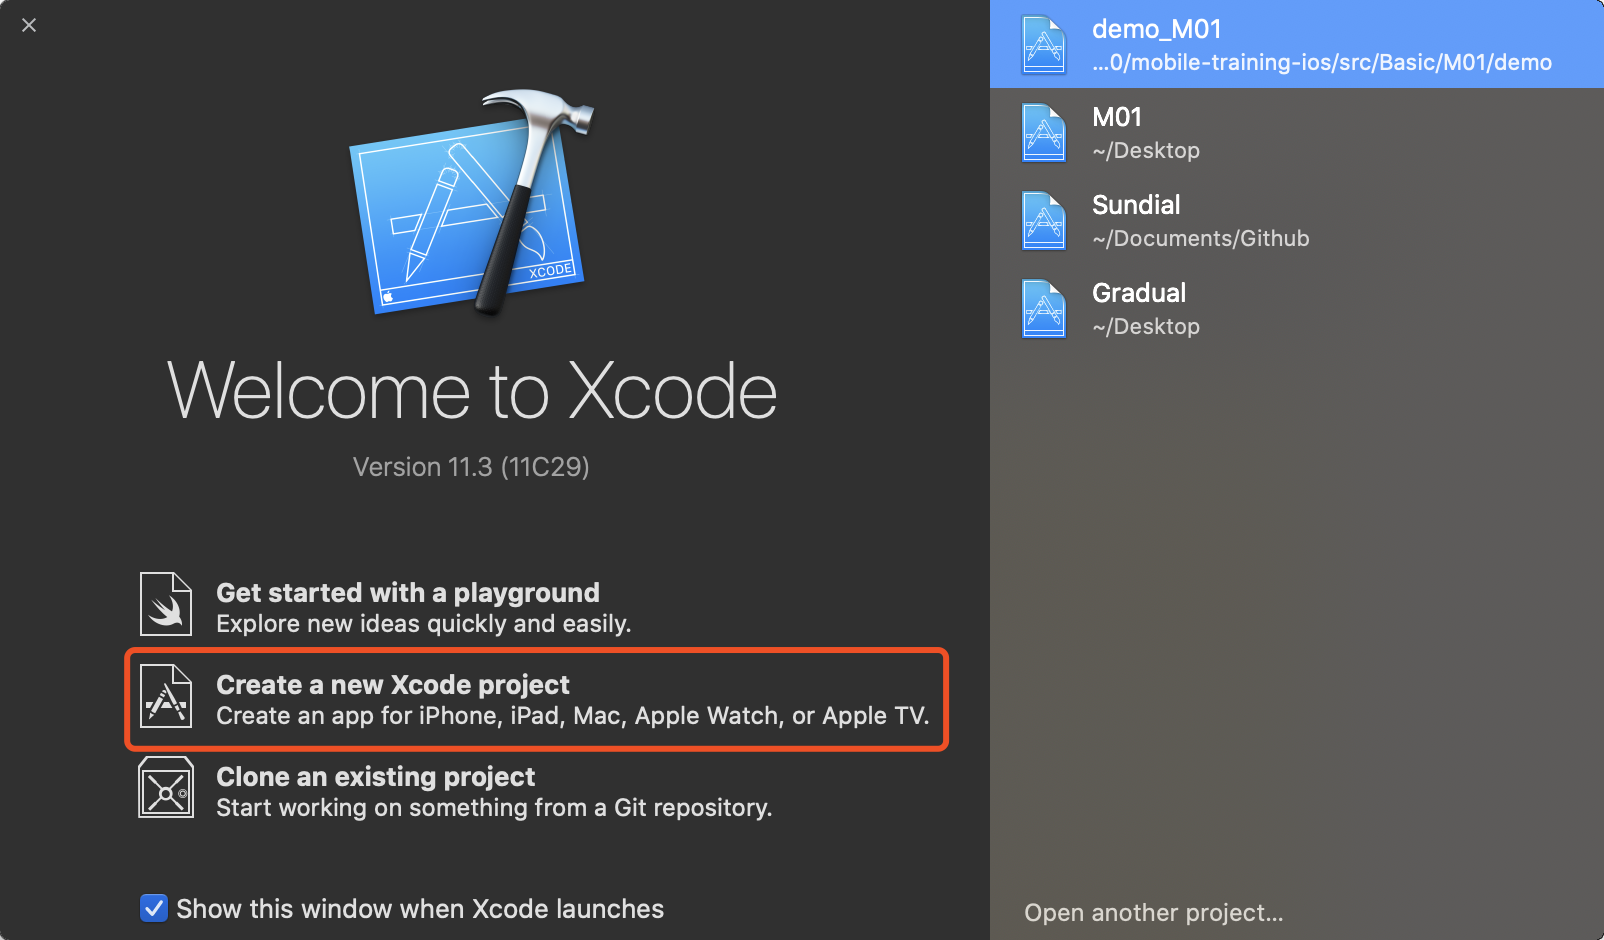 XCODE
Welcome to Xcode
Version 11.3 (11C29)
Get started with a playground
Explore new ideas quickly and easily.
Create a new Xcode project
Create an app for iPhone, iPad, Mac, Apple Watch, or Apple TV.
Clone an existing project
Start working on something from a Git repository.
Show this window when Xcode launches
demo_M01
...0/mobile-training-ios/src/Basic/M01/demo
M01
~/Desktop
Sundial
~/Documents/Github
Gradual
~/Desktop
Open another project...